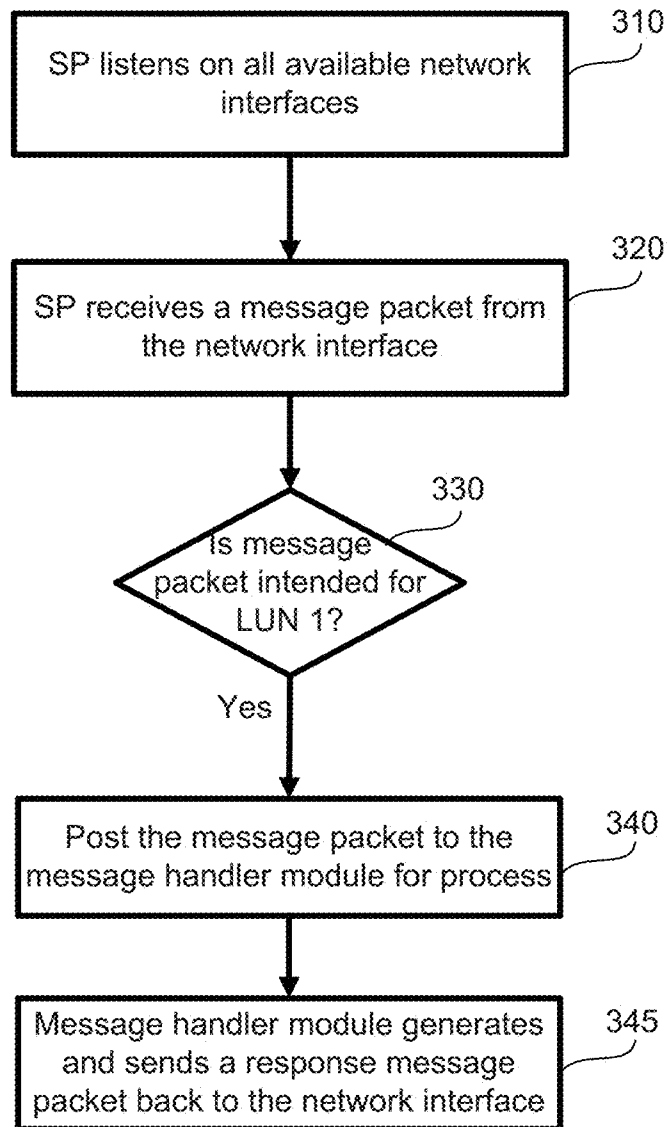 310
SP listens on all available network
interfaces
320
SP receives a message packet from
the network interface
330
Is message
packet intended for
LUN 1?
Yes
340
Post the message packet to the
message handler module for process
345
Message handler module generates
and sends a response message
packet back to the network interface